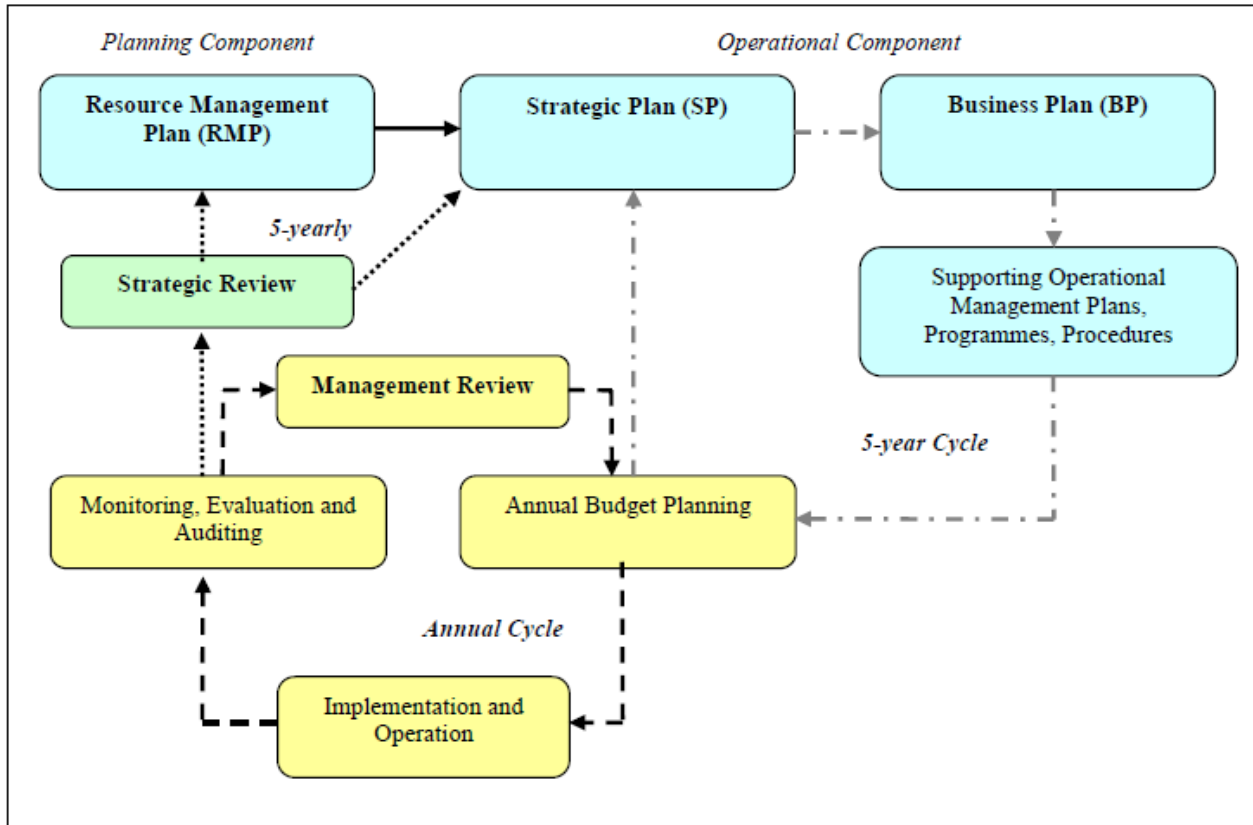 Planning Component
Operational Component
Resource Management
Plan (RMP)
Strategic Plan (SP)
Business Plan (BP)
5-yearly
Strategic Review
Supporting Operational
Management Plans,
Programmes, Procedures
Management Review
5-year Cycle
Monitoring, Evaluation and
Auditing
Annual Budget Planning
Annual Cycle
Implementation and
Operation